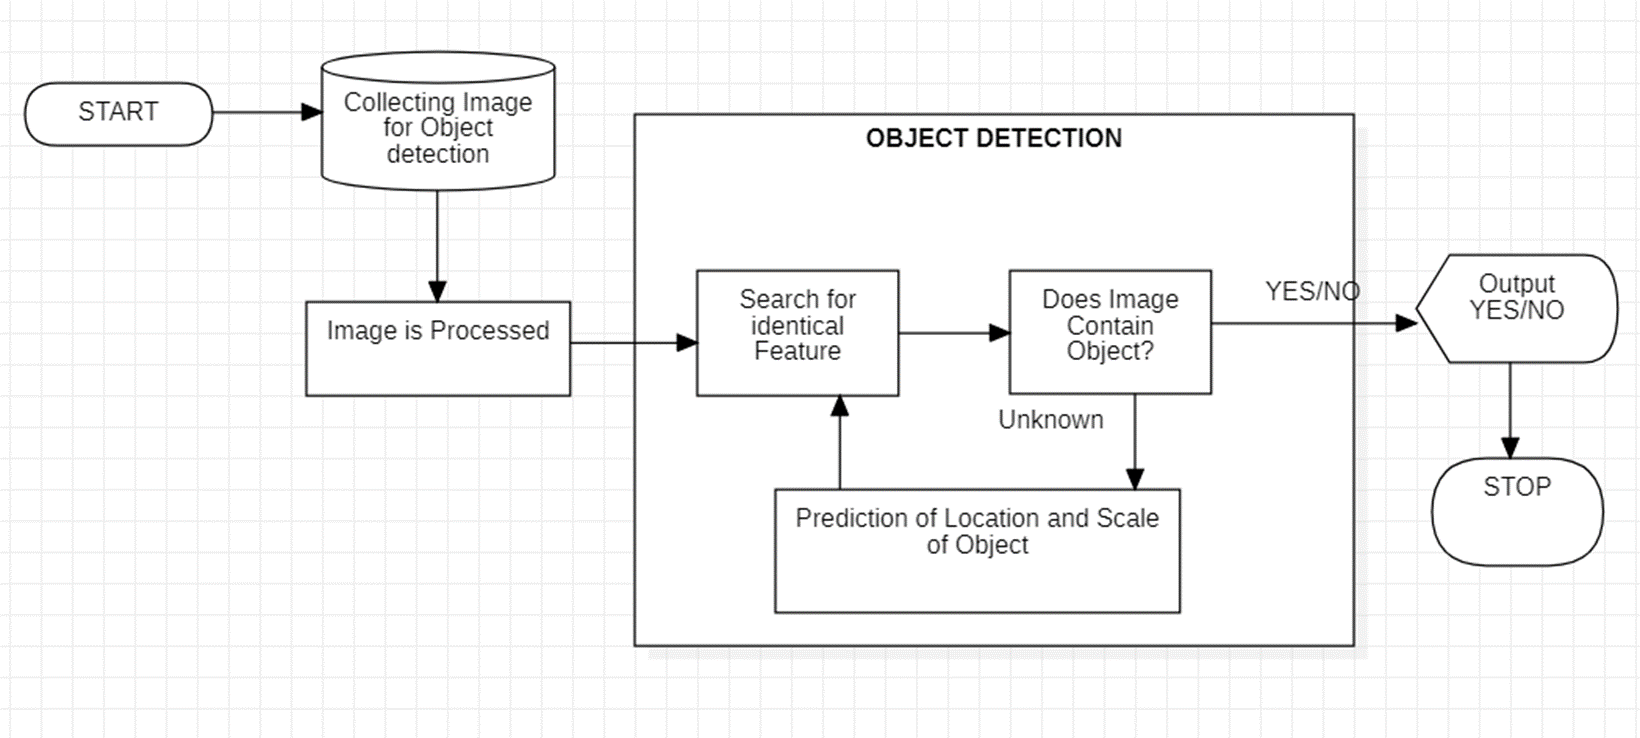 START
Collecting Image
for Object
detection
Image is Processed
OBJECT DETECTION
Search for
identical
Feature
Does Image
Contain
Object?
YES/NO
Output
YES/NO
Unknown
Prediction of Location and Scale
of Object
STOP